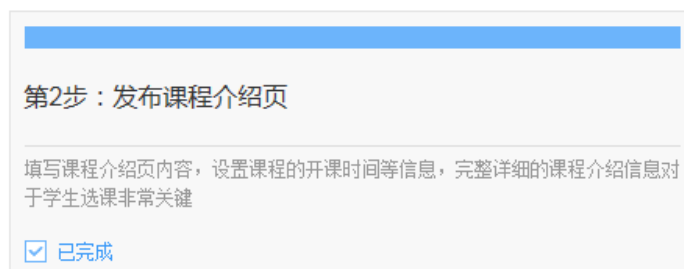 第2步：发布课程介绍页
填写课程介绍页内容，设置课程的开课时间等信息，完整详细的课程介绍信息对
于学生选课非常关键
已完成